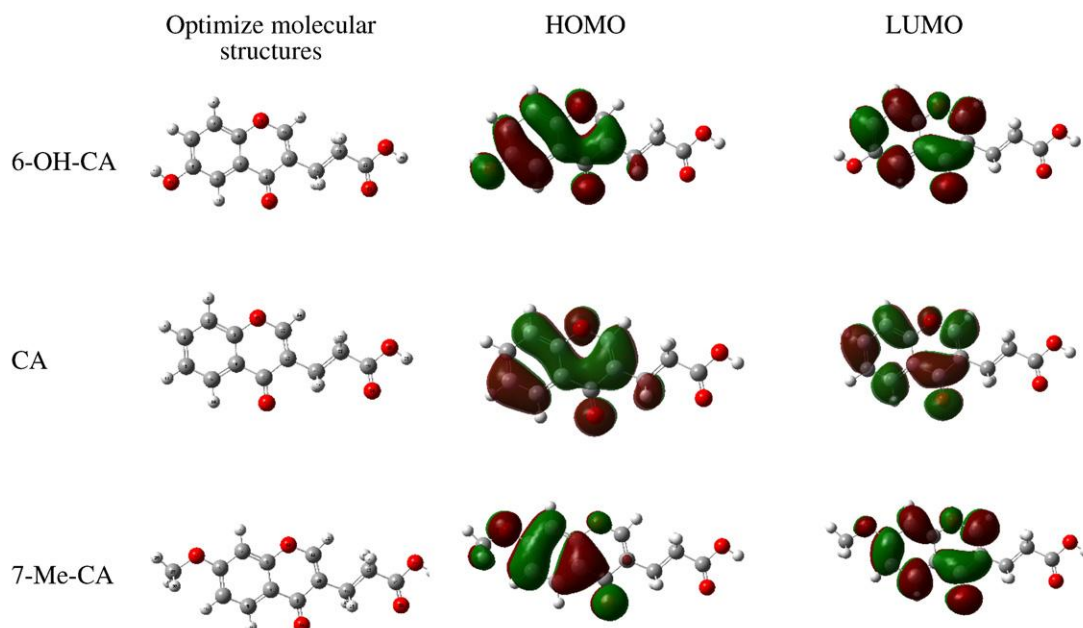 Optimize molecular
structures
HOMO
LUMO
6-OH-CA
CA
7-Me-CA